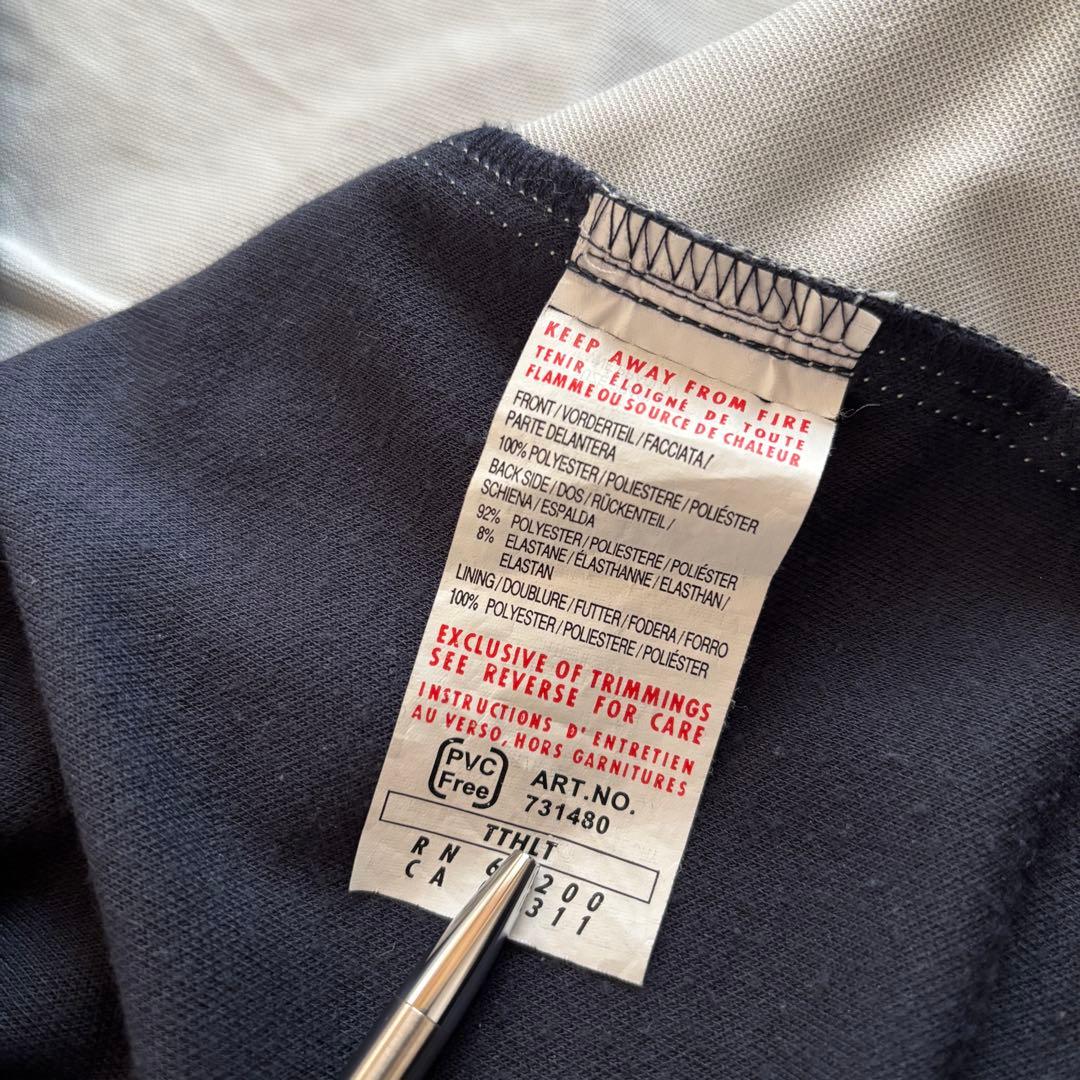 KEEP AWAY FROM FIRE
TENIR ÉLOIGNÉ DE TOUTE
FLAMME OU SOURCE DE CHALEUR
FRONT / VORDERTEIL / FACCIATA /
PARTE DELANTERA
100% POLYESTER / POLIESTERE / POLIÉSTER
BACK SIDE / DOS / RÜCKENTEIL /
SCHIENA / ESPALDA
92% POLYESTER / POLIESTERE / POLIÉSTER
8% ELASTANE / ÉLASTHANNE / ELASTHAN /
ELASTAN
LINING / DOUBLURE / FUTTER / FODERA / FORRO
100% POLYESTER / POLIESTERE / POLIÉSTER
EXCLUSIVE OF TRIMMINGS
SEE REVERSE FOR CARE
INSTRUCTIONS D'ENTRETIEN
AU VERSO, HORS GARNITURES
PVC
Free
ART.NO.
731480
TTHLT
RN
CA